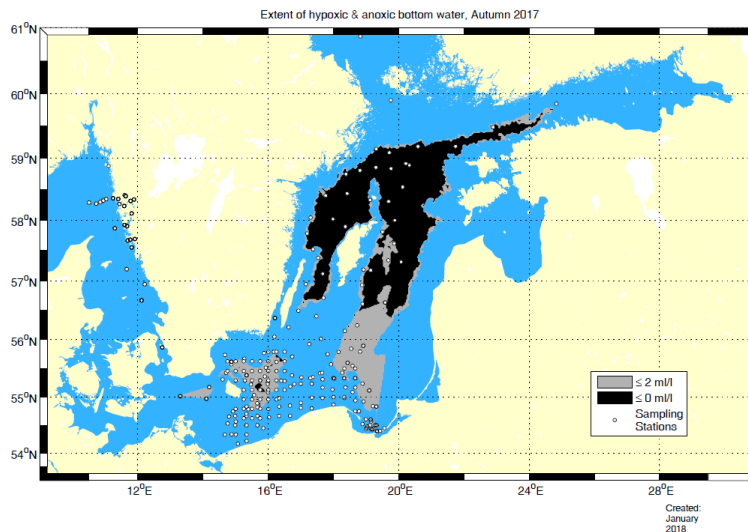 Extent of hypoxic & anoxic bottom water, Autumn 2017
61°N
60°N
59°N
58°N
57°N
56°N
55°N
54°N
≤ 2 ml/l
≤ 0 ml/l
Sampling
Stations
12°E
16°E
20°E
24°E
28°E
Created:
January
2018